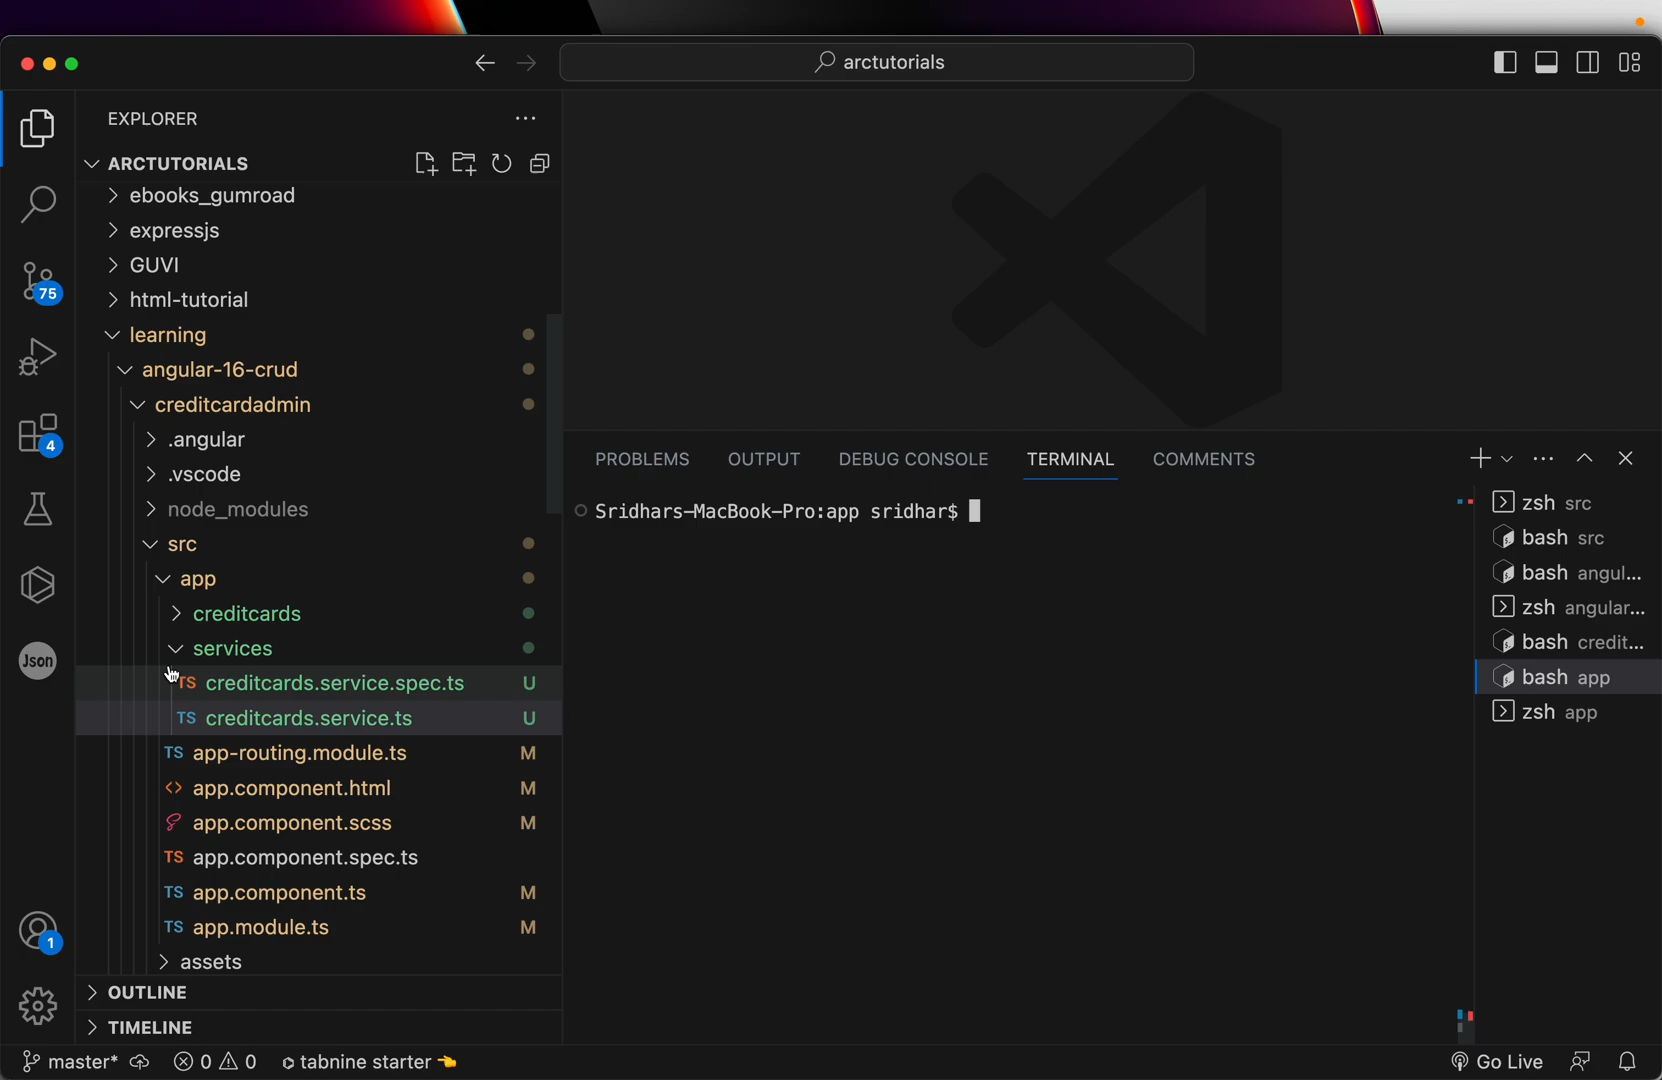 arctutorials
EXPLORER
ARCTUTORIALS
ebooks_gumroad
expressjs
GUVI
html-tutorial
learning
angular-16-crud
creditcardadmin
.angular
.vscode
node_modules
src
app
creditcards
services
TS creditcards.service.spec.ts U
TS creditcards.service.ts U
TS app-routing.module.ts M
<> app.component.html M
app.component.scss M
TS app.component.spec.ts
TS app.component.ts M
TS app.module.ts M
assets
OUTLINE
TIMELINE
75
4
Json
1
PROBLEMS OUTPUT DEBUG CONSOLE TERMINAL COMMENTS
Sridhars-MacBook-Pro:app sridhar$
zsh src
bash src
bash angul...
zsh angular...
bash credit...
bash app
zsh app
master* 0 0 tabnine starter Go Live